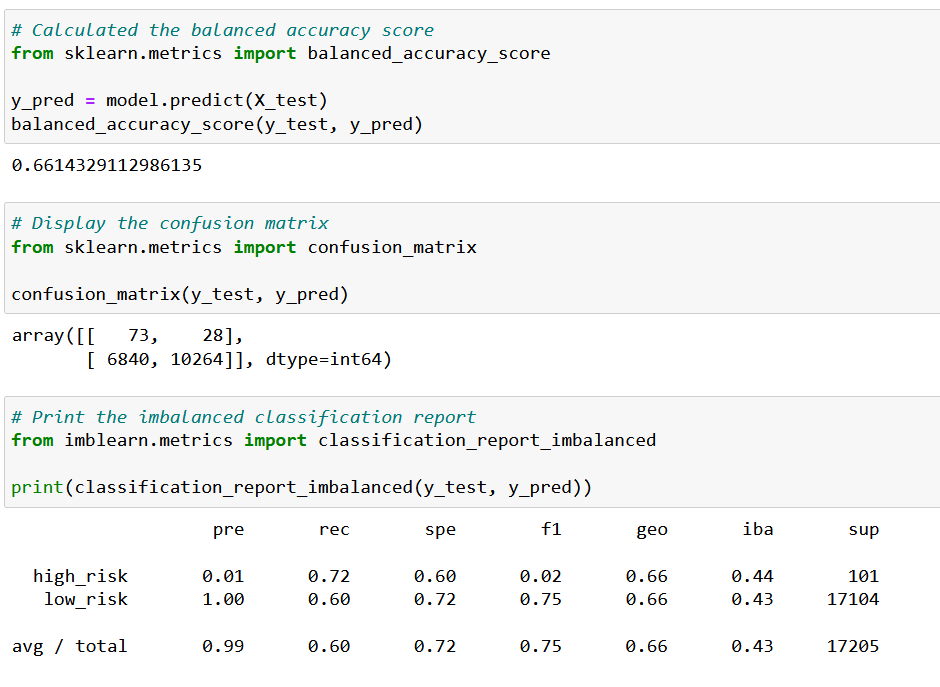 # Calculated the balanced accuracy score
from sklearn.metrics import balanced_accuracy_score
y_pred = model.predict(X_test)
balanced_accuracy_score(y_test, y_pred)
0.6614329112986135
# Display the confusion matrix
from sklearn.metrics import confusion_matrix
confusion_matrix(y_test, y_pred)
array([[   73,    28],
       [ 6840, 10264]], dtype=int64)
# Print the imbalanced classification report
from imblearn.metrics import classification_report_imbalanced
print(classification_report_imbalanced(y_test, y_pred))
                   pre       rec       spe        f1       geo       iba       sup
  high_risk       0.01      0.72      0.60      0.02      0.66      0.44       101
   low_risk       1.00      0.60      0.72      0.75      0.66      0.43     17104
avg / total       0.99      0.60      0.72      0.75      0.66      0.43     17205